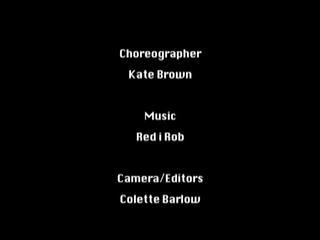 Choreographer
Kate Brown
Music
Red i Rob
Camera/Editors
Colette Barlow